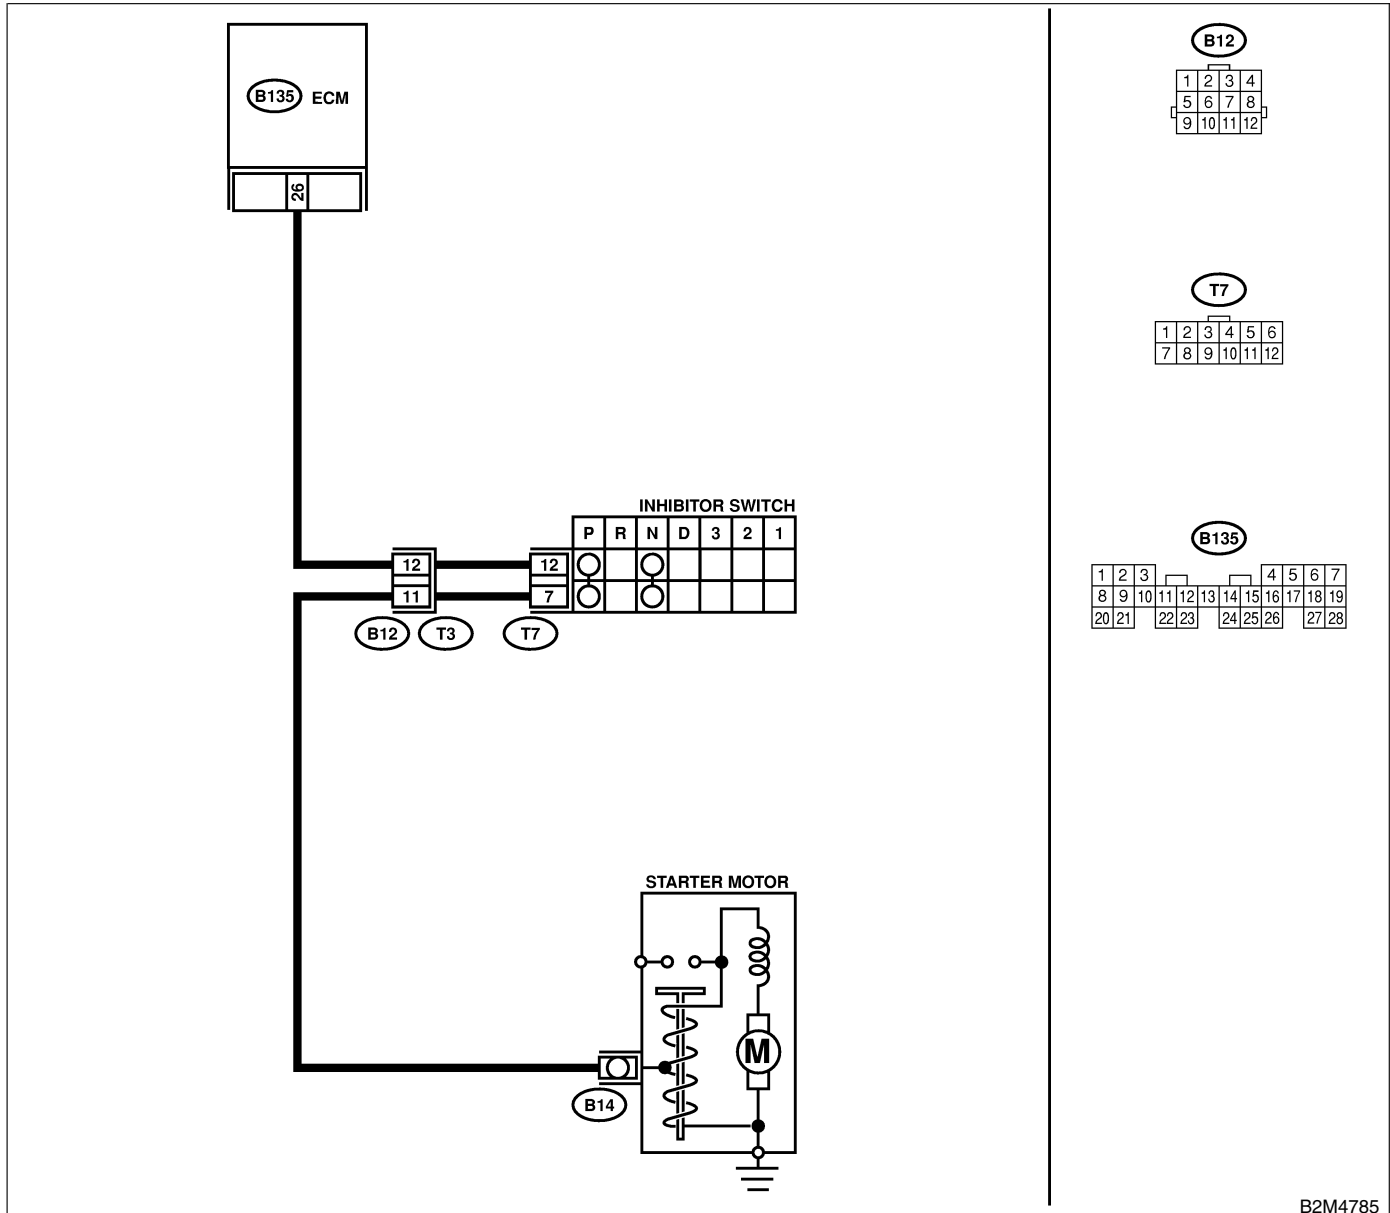 B135 ECM
26
INHIBITOR SWITCH
P R N D 3 2 1
12 12
11 7
B12 T3 T7
STARTER MOTOR
M
B14
B12
1 2 3 4
5 6 7 8
9 10 11 12
T7
1 2 3 4 5 6
7 8 9 10 11 12
B135
1 2 3 4 5 6 7
8 9 10 11 12 13 14 15 16 17 18 19
20 21 22 23 24 25 26 27 28
B2M4785